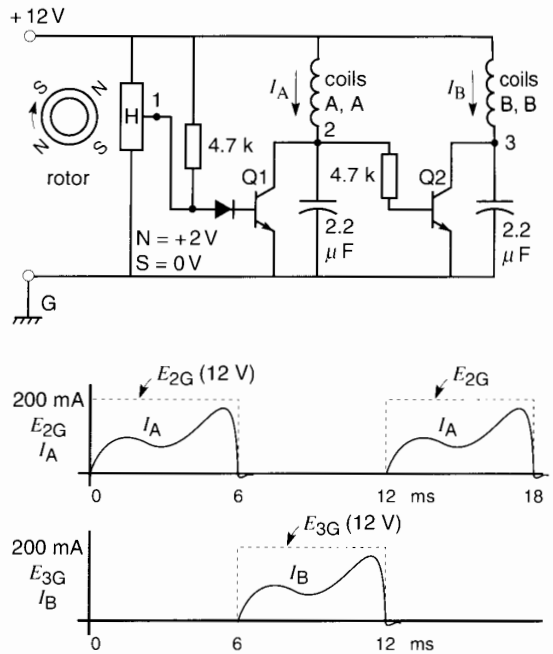 + 12 V
S N
N S
rotor
H
1
4.7 k
N = +2 V
S = 0 V
Q1
I_A
coils
A, A
2
2.2
μ F
4.7 k
Q2
I_B
coils
B, B
3
2.2
μ F
G
E_2G (12 V)
E_2G
200 mA
E_2G
I_A
I_A
I_A
0 6 12 ms 18
E_3G (12 V)
200 mA
E_3G
I_B
I_B
0 6 12 ms